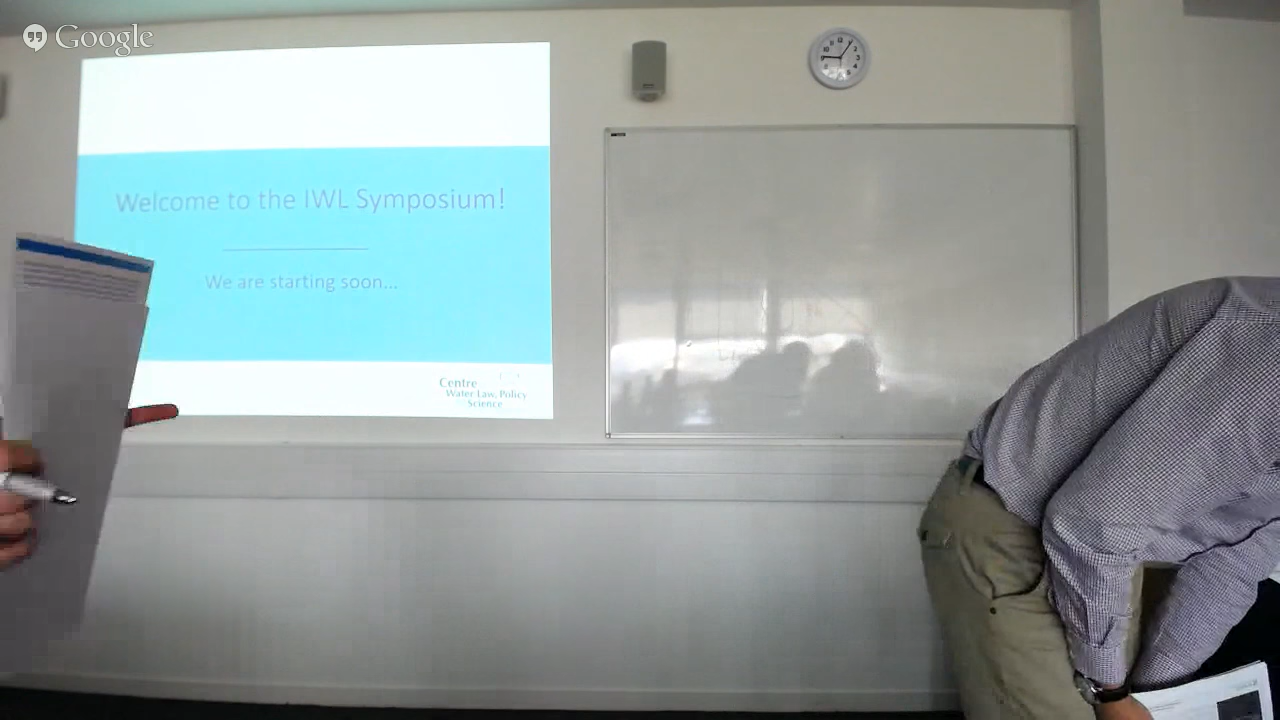 Google
Welcome to the IWL Symposium!
We are starting soon...
Centre
Water Law, Policy
Science